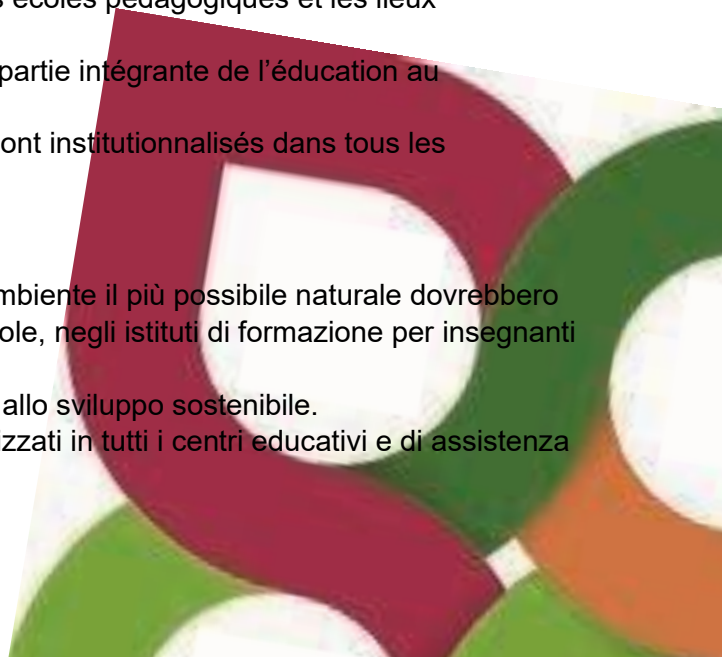 écoles pédagogiques et les lieux
partie intégrante de l’éducation au
ont institutionnalisés dans tous les
mbiente il più possibile naturale dovrebbero
ole, negli istituti di formazione per insegnanti
allo sviluppo sostenibile.
zzati in tutti i centri educativi e di assistenza